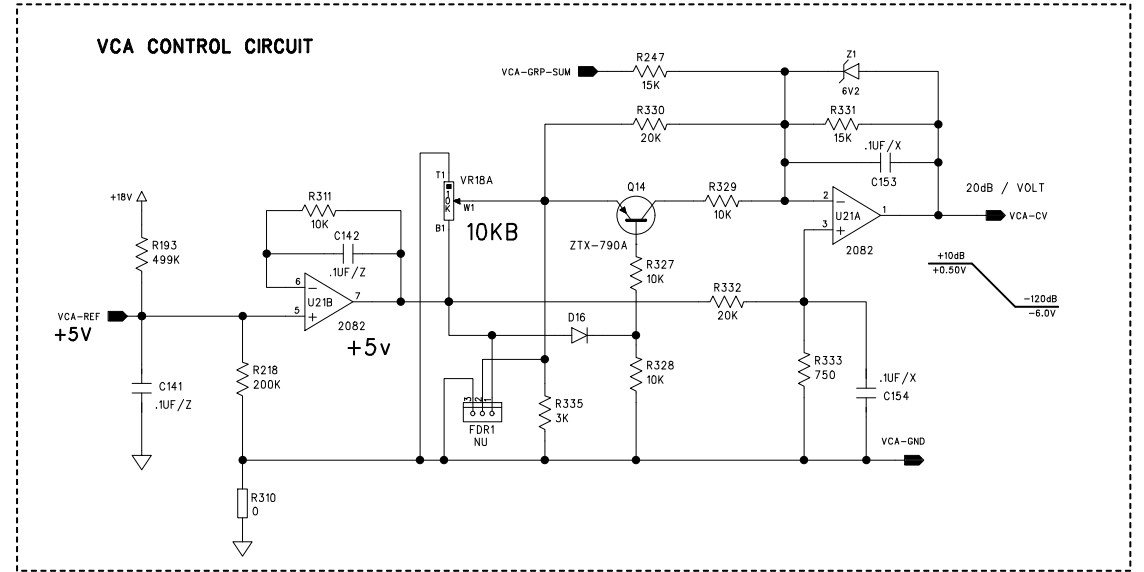 VCA CONTROL CIRCUIT
VCA-GRP-SUM
R247
15K
Z1
6V2
R330
20K
R331
15K
.1UF/X
C153
+18V
R193
499K
R311
10K
C142
.1UF/Z
T1
VR18A
10K
W1
B1
10KB
Q14
ZTX-790A
R329
10K
2
3
1
U21A
2082
20dB / VOLT
VCA-CV
+10dB
+0.50V
-120dB
-6.0V
R327
10K
6
5
7
U21B
2082
VCA-REF
+5V
+5v
R332
20K
D16
C141
.1UF/Z
R218
200K
3
2
1
FDR1
NU
R335
3K
R328
10K
R333
750
.1UF/X
C154
VCA-GND
R310
0